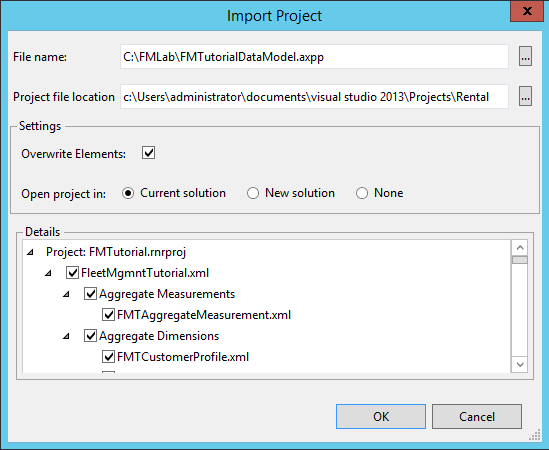 Import Project
File name: C:\FMLab\FMTutorialDataModel.axpp ...
Project file location c:\Users\administrator\documents\visual studio 2013\Projects\Rental ...
Settings
Overwrite Elements:
Open project in: Current solution New solution None
Details
Project: FMTutorial.rnrproj
FleetMgmntTutorial.xml
Aggregate Measurements
FMTAggregateMeasurement.xml
Aggregate Dimensions
FMTCustomerProfile.xml
OK Cancel